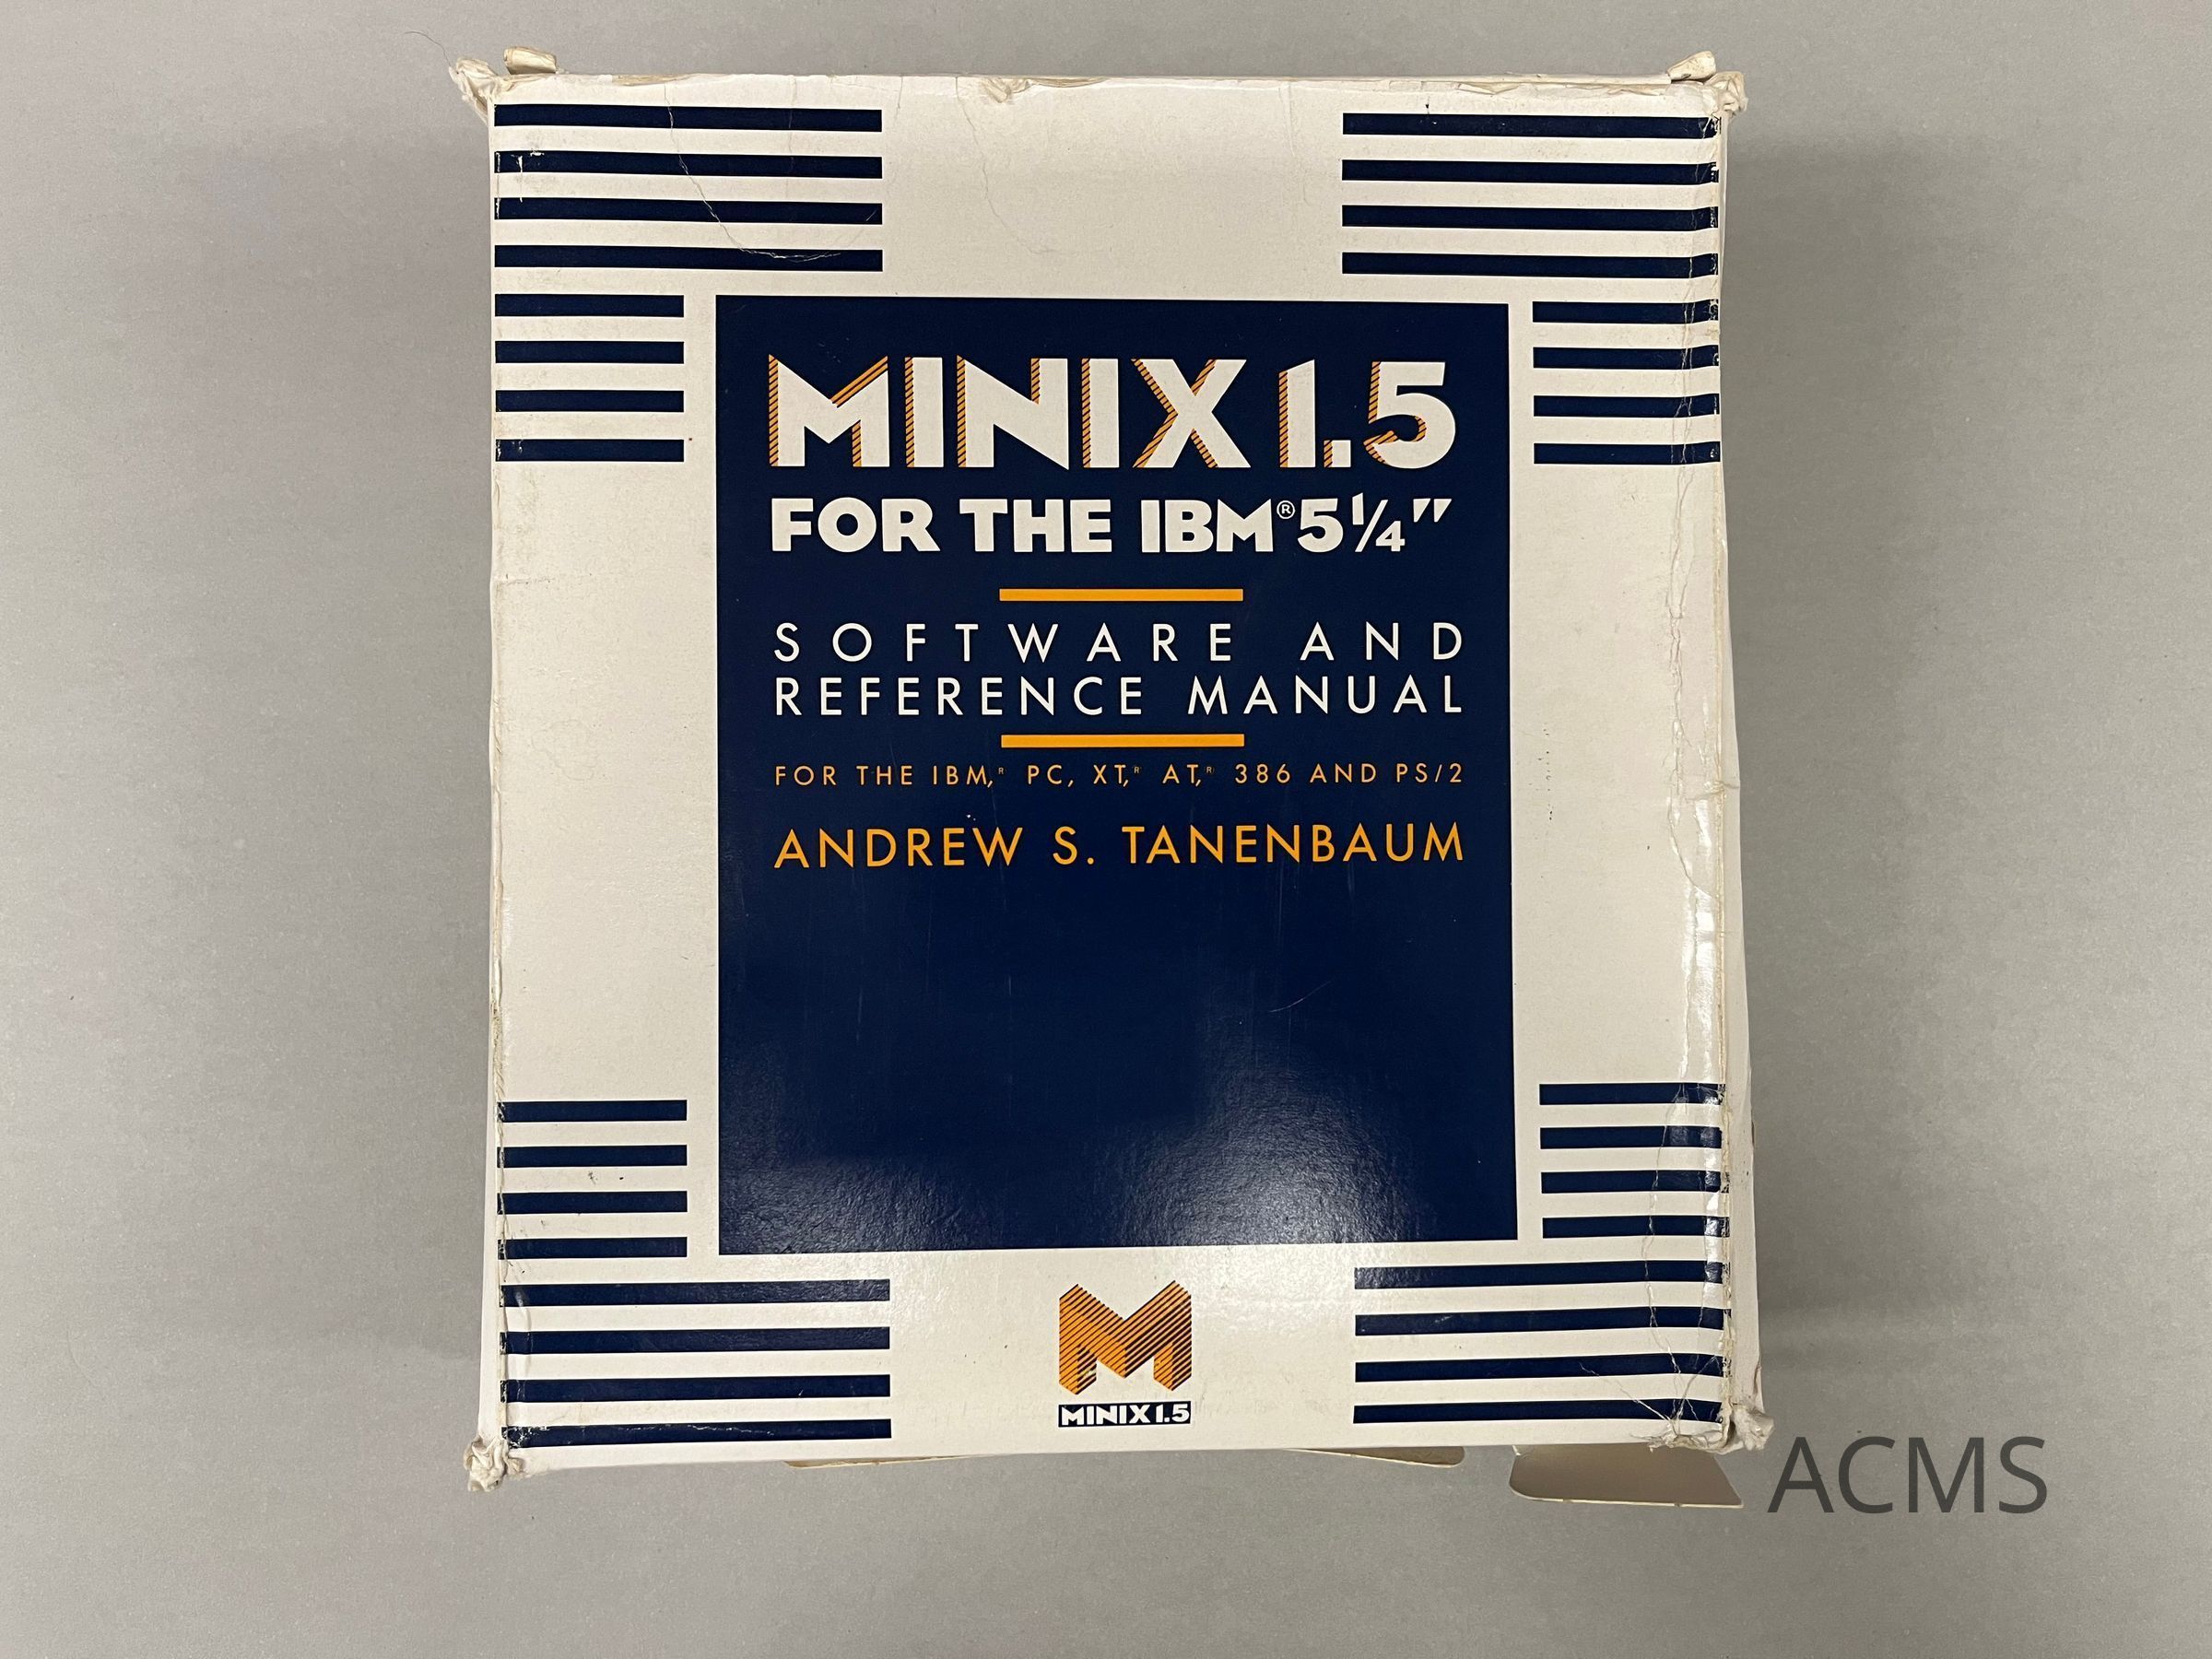 MINIX 1.5
FOR THE IBM® 5¼"
SOFTWARE AND
REFERENCE MANUAL
FOR THE IBM,® PC, XT,® AT,® 386 AND PS/2
ANDREW S. TANENBAUM
M
MINIX 1.5
ACMS